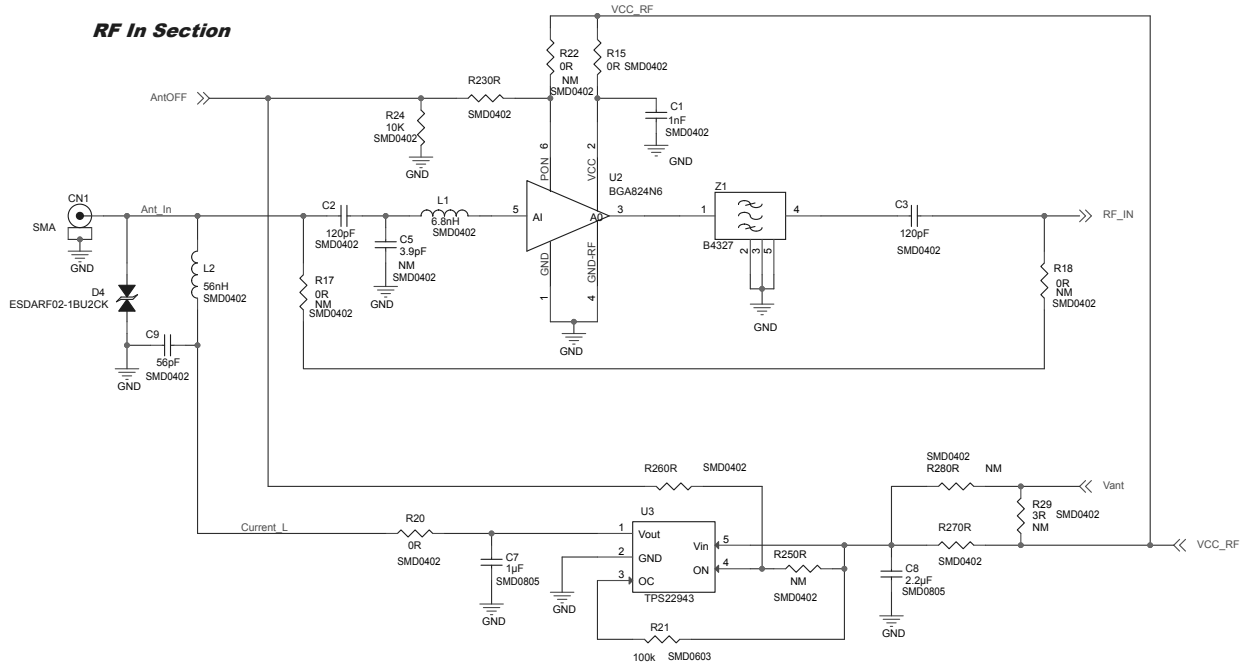 RF In Section
VCC_RF
R22
0R
NM
SMD0402
R15
0R SMD0402
R230R
SMD0402
AntOFF
R24
10K
SMD0402
GND
C1
1nF
SMD0402
GND
6
PON
2
VCC
U2
BGA824N6
CN1
SMA
GND
Ant_In
C2
120pF
SMD0402
L1
6.8nH
SMD0402
5
AI
AO
3
C5
3.9pF
NM
SMD0402
GND
GND
1
GND-RF
4
GND
Z1
1
4
B4327
2
3
5
GND
C3
120pF
SMD0402
RF_IN
L2
56nH
SMD0402
D4
ESDARF02-1BU2CK
R17
0R
NM
SMD0402
R18
0R
NM
SMD0402
C9
56pF
SMD0402
GND
R260R
SMD0402
SMD0402
R280R
NM
Vant
R29
3R
NM
SMD0402
Current_L
R20
0R
SMD0402
U3
1
Vout
2
GND
3
OC
Vin
5
ON
4
TPS22943
C7
1µF
SMD0805
GND
GND
R250R
NM
SMD0402
R270R
SMD0402
VCC_RF
C8
2.2µF
SMD0805
GND
R21
100k
SMD0603